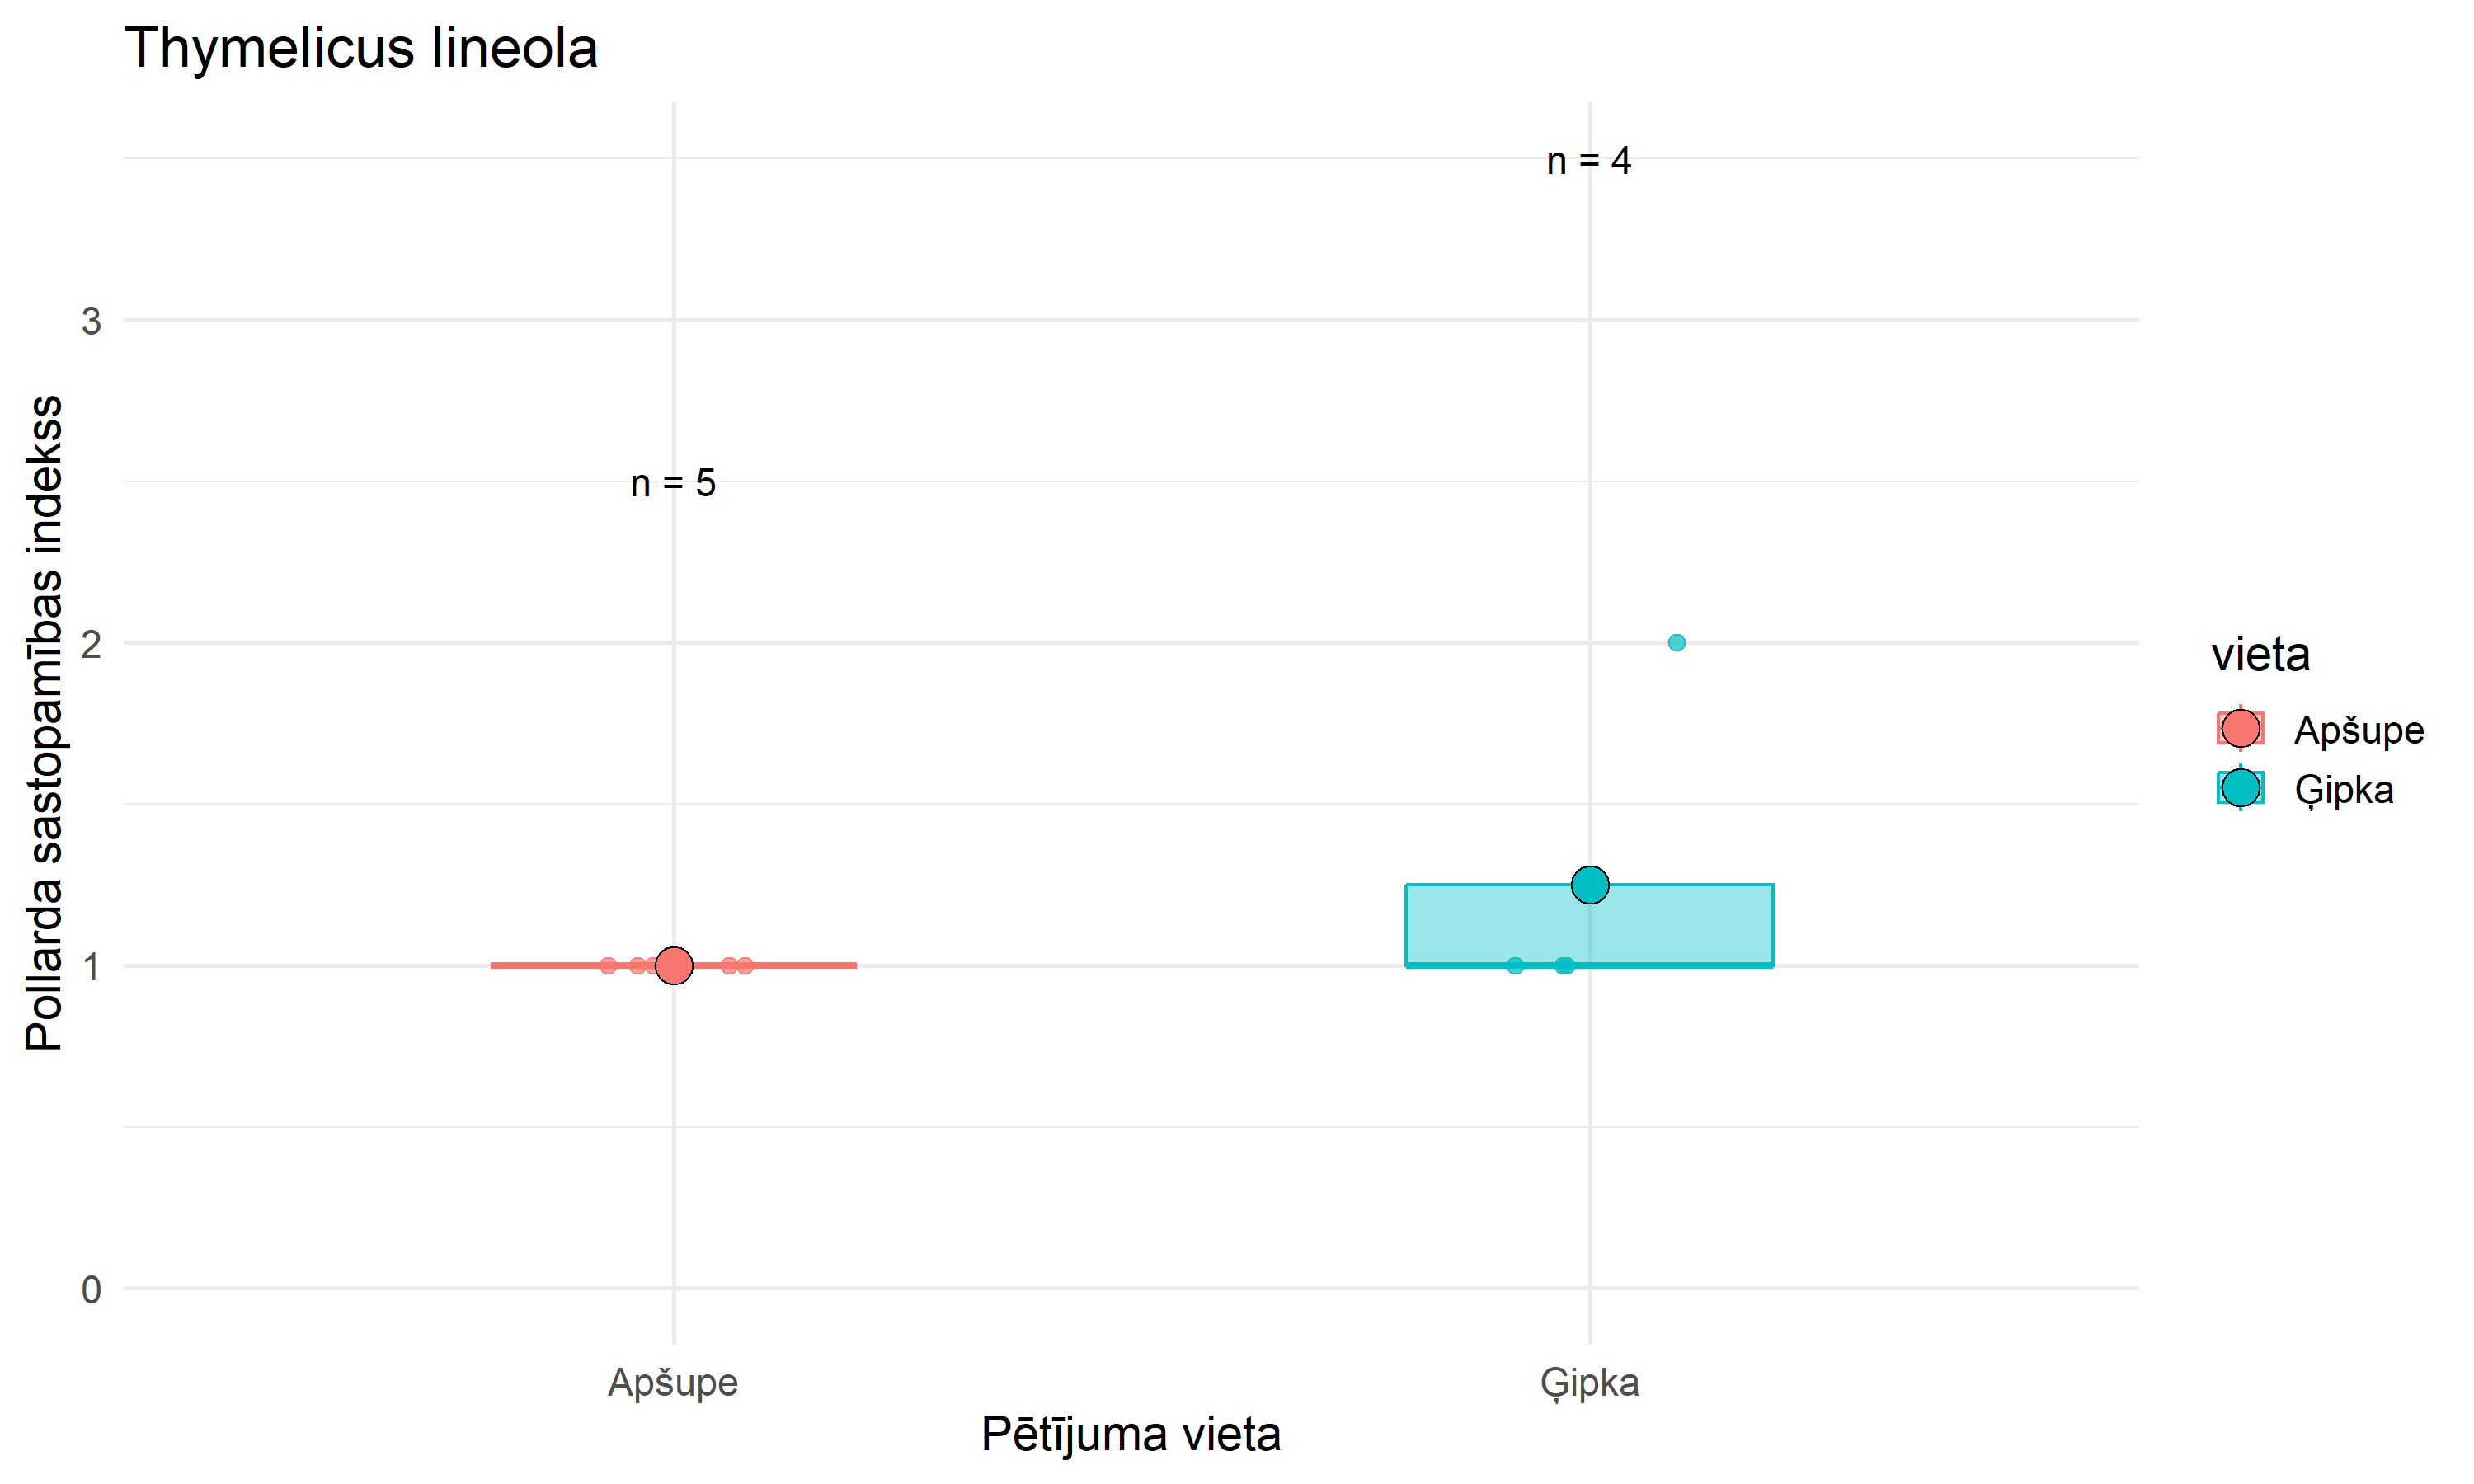 Thymelicus lineola
Pollarda sastopamības indekss
3
2
1
0
n = 5
n = 4
Apšupe
Ģipka
Pētījuma vieta
vieta
Apšupe
Ģipka